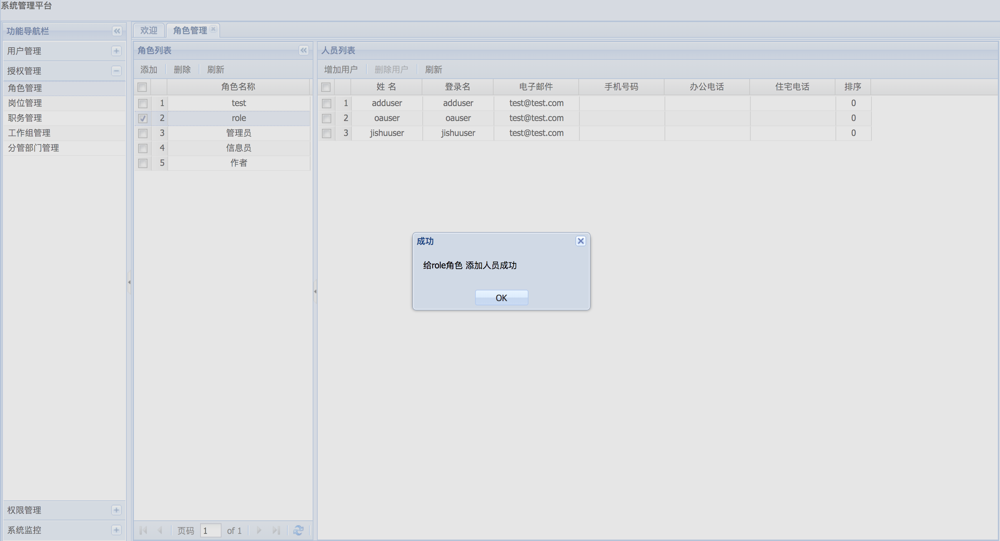 系统管理平台
功能导航栏
用户管理
授权管理
角色管理
岗位管理
职务管理
工作组管理
分管部门管理
权限管理
系统监控
欢迎 角色管理
角色列表
添加 删除 刷新
角色名称
1 test
2 role
3 管理员
4 信息员
5 作者
页码 1 of 1
人员列表
增加用户 删除用户 刷新
姓 名 登录名 电子邮件 手机号码 办公电话 住宅电话 排序
1 adduser adduser test@test.com 0
2 oauser oauser test@test.com 0
3 jishuuser jishuuser test@test.com 0
成功
给role角色 添加人员成功
OK